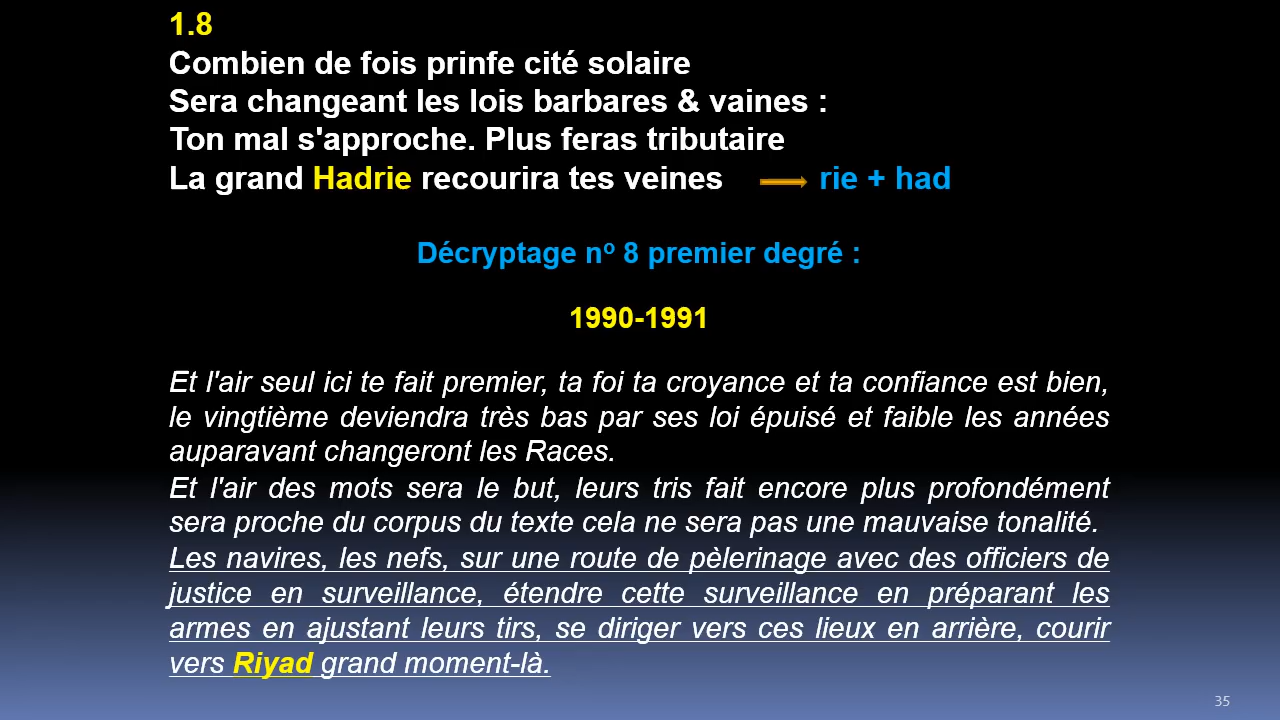 1.8
Combien de fois prinfe cité solaire
Sera changeant les lois barbares & vaines :
Ton mal s'approche. Plus feras tributaire
La grand Hadrie recourira tes veines rie + had
Décryptage nº 8 premier degré :
1990-1991
Et l'air seul ici te fait premier, ta foi ta croyance et ta confiance est bien,
le vingtième deviendra très bas par ses loi épuisé et faible les années
auparavant changeront les Races.
Et l'air des mots sera le but, leurs tris fait encore plus profondément
sera proche du corpus du texte cela ne sera pas une mauvaise tonalité.
Les navires, les nefs, sur une route de pèlerinage avec des officiers de
justice en surveillance, étendre cette surveillance en préparant les
armes en ajustant leurs tirs, se diriger vers ces lieux en arrière, courir
vers Riyad grand moment-là.
35